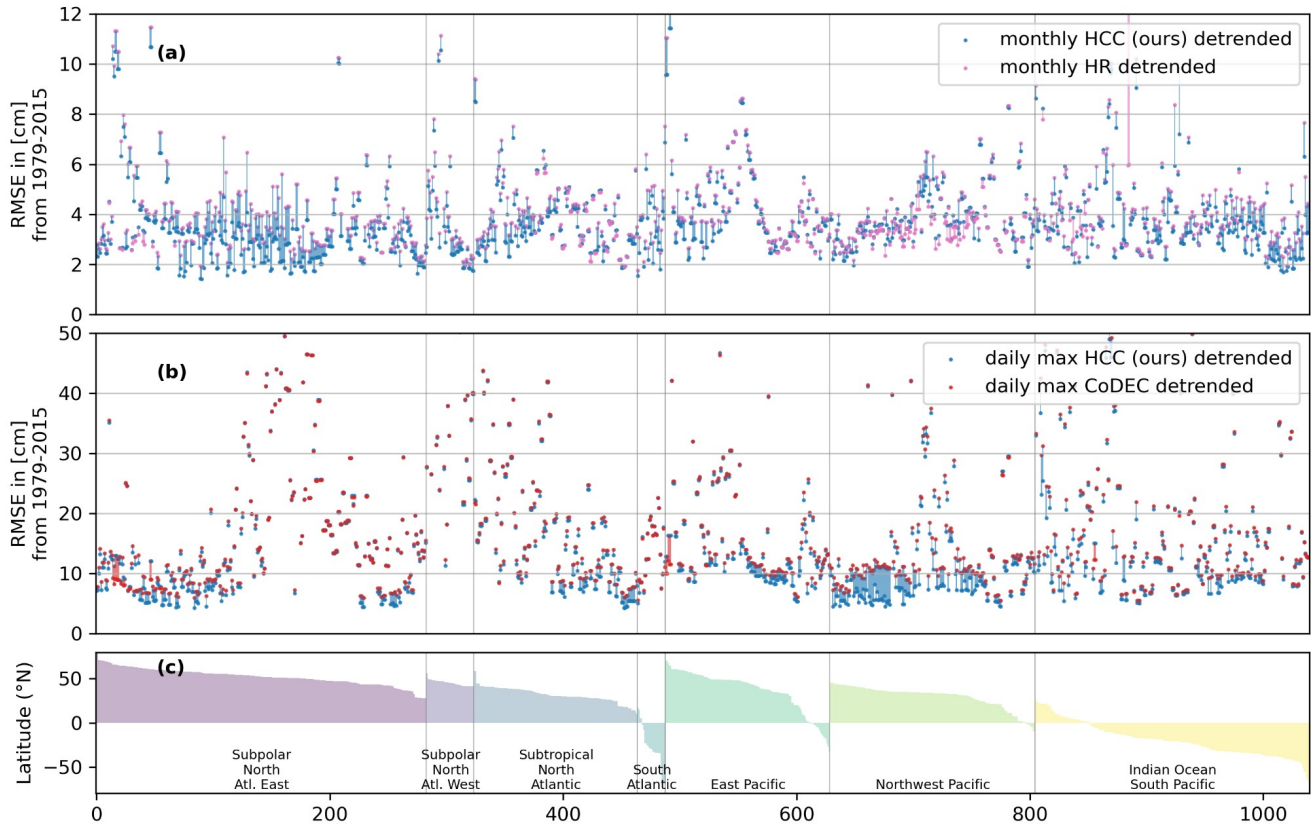 12
10
8
6
4
2
0
RMSE in [cm]
from 1979-2015
(a)
monthly HCC (ours) detrended
monthly HR detrended
50
40
30
20
10
0
RMSE in [cm]
from 1979-2015
(b)
daily max HCC (ours) detrended
daily max CoDEC detrended
50
0
−50
Latitude (°N)
(c)
Subpolar
North
Atl. East
Subpolar
North
Atl. West
Subtropical
North
Atlantic
South
Atlantic
East Pacific
Northwest Pacific
Indian Ocean
South Pacific
0 200 400 600 800 1000